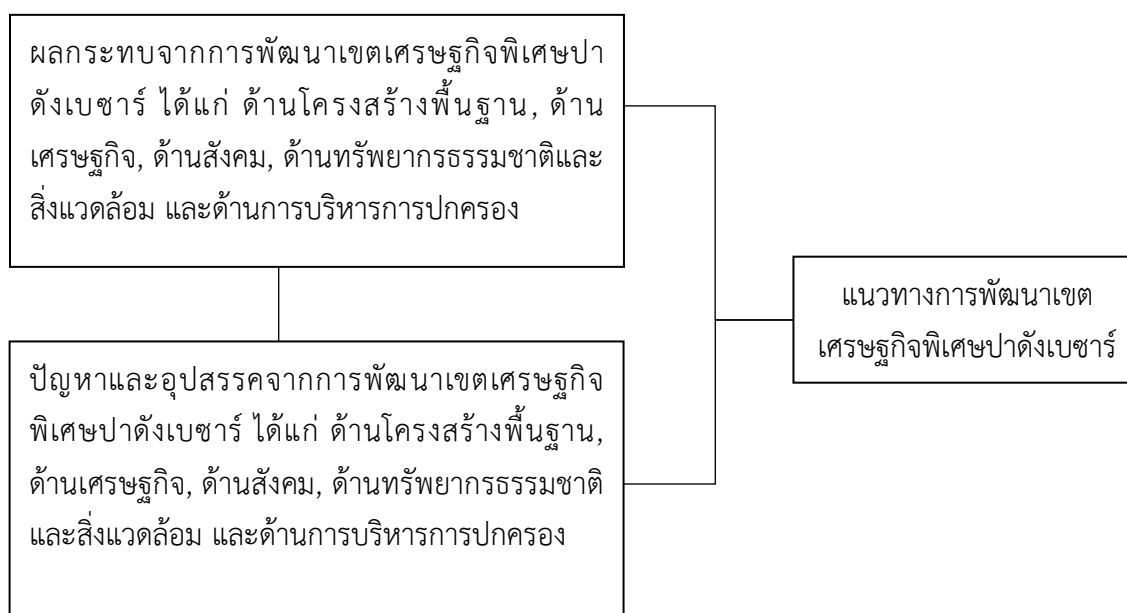 ผลกระทบจากการพัฒนาเขตเศรษฐกิจพิเศษปา
ดังเบซาร์ ได้แก่ ด้านโครงสร้างพื้นฐาน, ด้าน
เศรษฐกิจ, ด้านสังคม, ด้านทรัพยากรธรรมชาติและ
สิ่งแวดล้อม และด้านการบริหารการปกครอง
ปัญหาและอุปสรรคจากการพัฒนาเขตเศรษฐกิจ
พิเศษปาดังเบซาร์ ได้แก่ ด้านโครงสร้างพื้นฐาน,
ด้านเศรษฐกิจ, ด้านสังคม, ด้านทรัพยากรธรรมชาติ
และสิ่งแวดล้อม และด้านการบริหารการปกครอง
แนวทางการพัฒนาเขต
เศรษฐกิจพิเศษปาดังเบซาร์